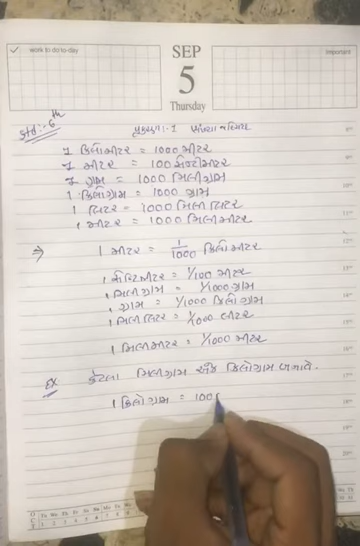 work to do to-day
Important
SEP
5
Thursday
Std:- 6th
પ્રકરણ:- 1
1 કિલોમીટર = 1000 મીટર
1 મીટર = 100 સેન્ટીમીટર
1 ગ્રામ = 1000 મિલીગ્રામ
1 કિલોગ્રામ = 1000 ગ્રામ
1 લિટર = 1000 મિલી લિટર
1 મીટર = 1000 મિલીમીટર
⇒ 1 મીટર = 1/1000 કિલોમીટર
1 સેન્ટિમીટર = 1/100 મીટર
1 મિલીગ્રામ = 1/1000 ગ્રામ
1 ગ્રામ = 1/1000 કિલોગ્રામ
1 મિલી લિટર = 1/1000 લીટર
1 મિલીમીટર = 1/1000 મીટર
Ex કેટલા મિલીગ્રામ એક કિલોગ્રામ બનાવે.
1 કિલોગ્રામ = 100